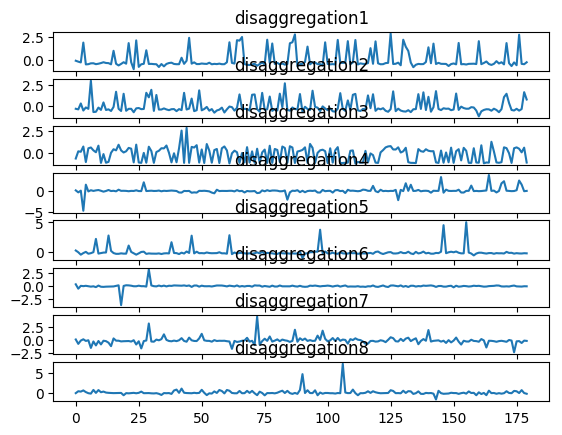 disaggregation1
2.5
0.0
disaggregation2
2.5
0.0
disaggregation3
2.5
0.0
disaggregation4
0
−5
disaggregation5
5
0
disaggregation6
2.5
0.0
−2.5
disaggregation7
2.5
0.0
−2.5
disaggregation8
5
0
0 25 50 75 100 125 150 175